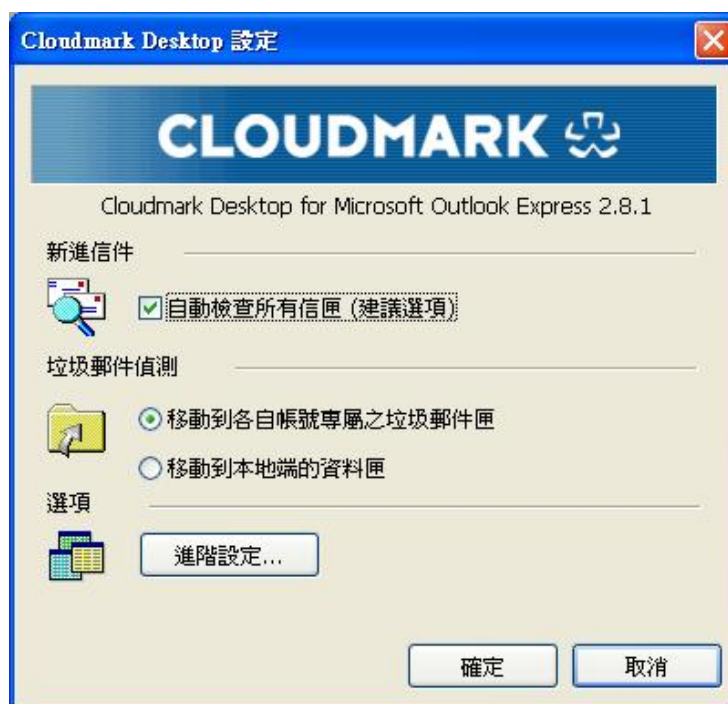 Cloudmark Desktop 設定
CLOUDMARK
Cloudmark Desktop for Microsoft Outlook Express 2.8.1
新進信件
自動檢查所有信匣 (建議選項)
垃圾郵件偵測
移動到各自帳號專屬之垃圾郵件匣
移動到本地端的資料匣
選項
進階設定...
確定 取消